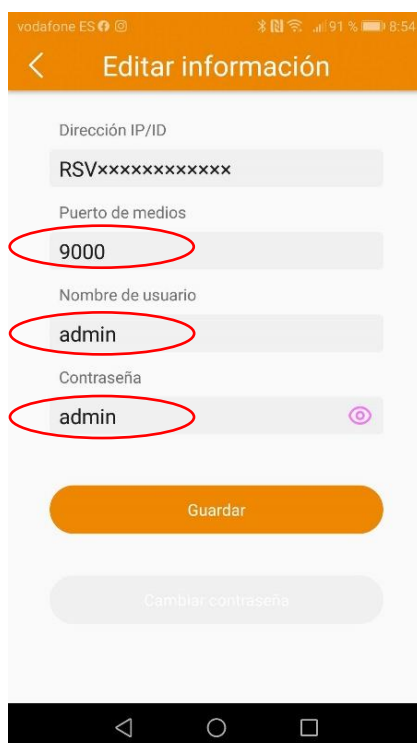 vodafone ES 91 % 8:54
Editar información
Dirección IP/ID
RSV××××××××××××
Puerto de medios
9000
Nombre de usuario
admin
Contraseña
admin
Guardar
Cambiar contraseña